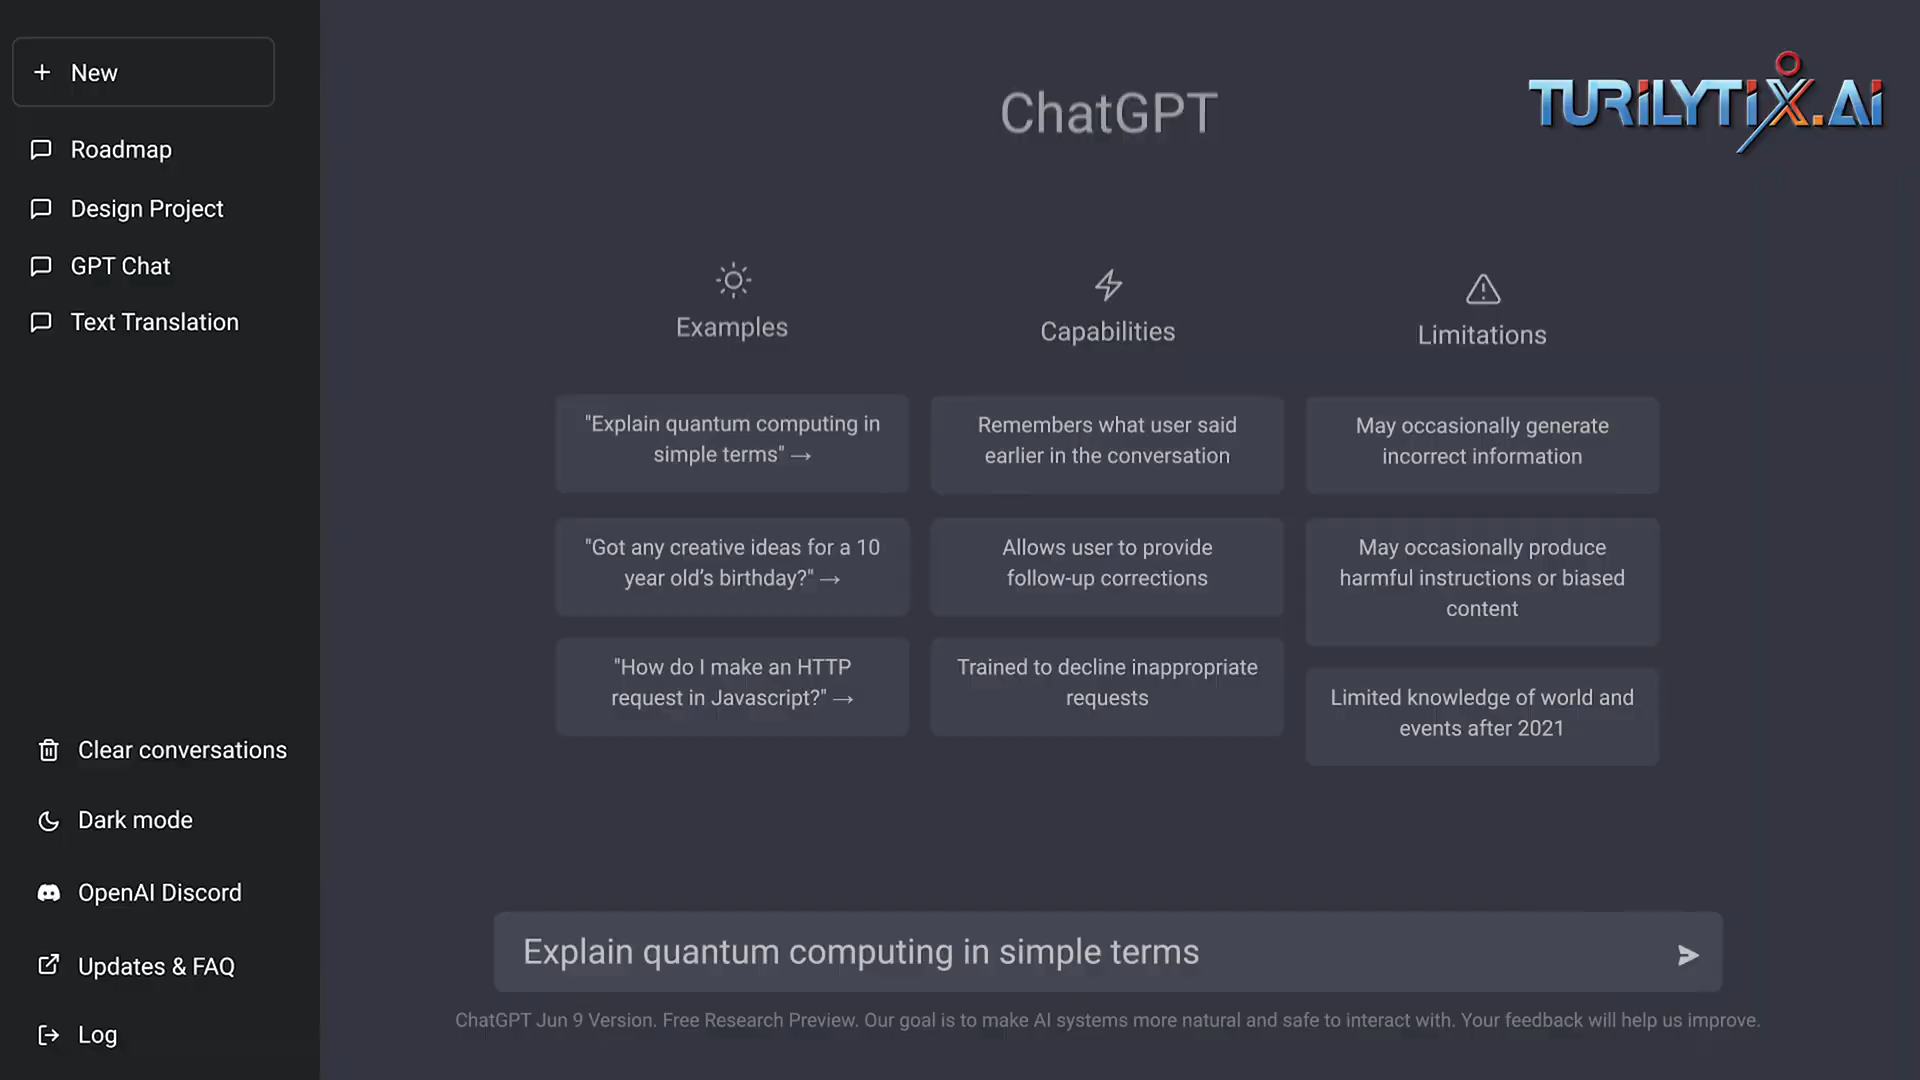 New
Roadmap
Design Project
GPT Chat
Text Translation
Clear conversations
Dark mode
OpenAI Discord
Updates & FAQ
Log
ChatGPT
TURILYTIX.AI
Examples
"Explain quantum computing in
simple terms" →
"Got any creative ideas for a 10
year old’s birthday?" →
"How do I make an HTTP
request in Javascript?" →
Capabilities
Remembers what user said
earlier in the conversation
Allows user to provide
follow-up corrections
Trained to decline inappropriate
requests
Limitations
May occasionally generate
incorrect information
May occasionally produce
harmful instructions or biased
content
Limited knowledge of world and
events after 2021
Explain quantum computing in simple terms
ChatGPT Jun 9 Version. Free Research Preview. Our goal is to make AI systems more natural and safe to interact with. Your feedback will help us improve.